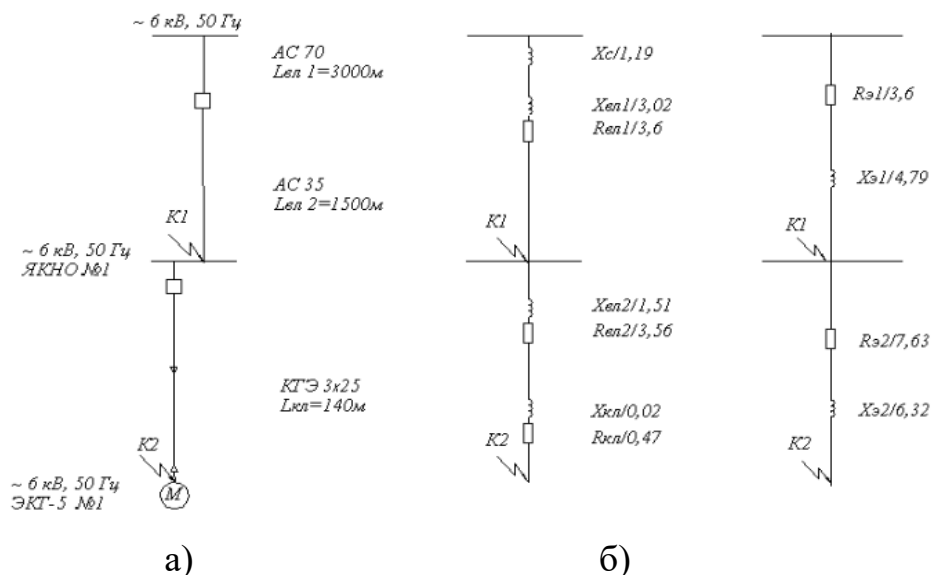 ~ 6 кВ, 50 Гц
АС 70
Lвл 1=3000м
АС 35
Lвл 2=1500м
К1
~ 6 кВ, 50 Гц
ЯКНО №1
КГЭ 3х25
Lкл=140м
К2
~ 6 кВ, 50 Гц
ЭКГ-5 №1
М
а)
Xc/1,19
Xвл1/3,02
Rвл1/3,6
К1
Xвл2/1,51
Rвл2/3,56
Xкл/0,02
Rкл/0,47
К2
Rэ1/3,6
Xэ1/4,79
К1
Rэ2/7,63
Xэ2/6,32
К2
б)